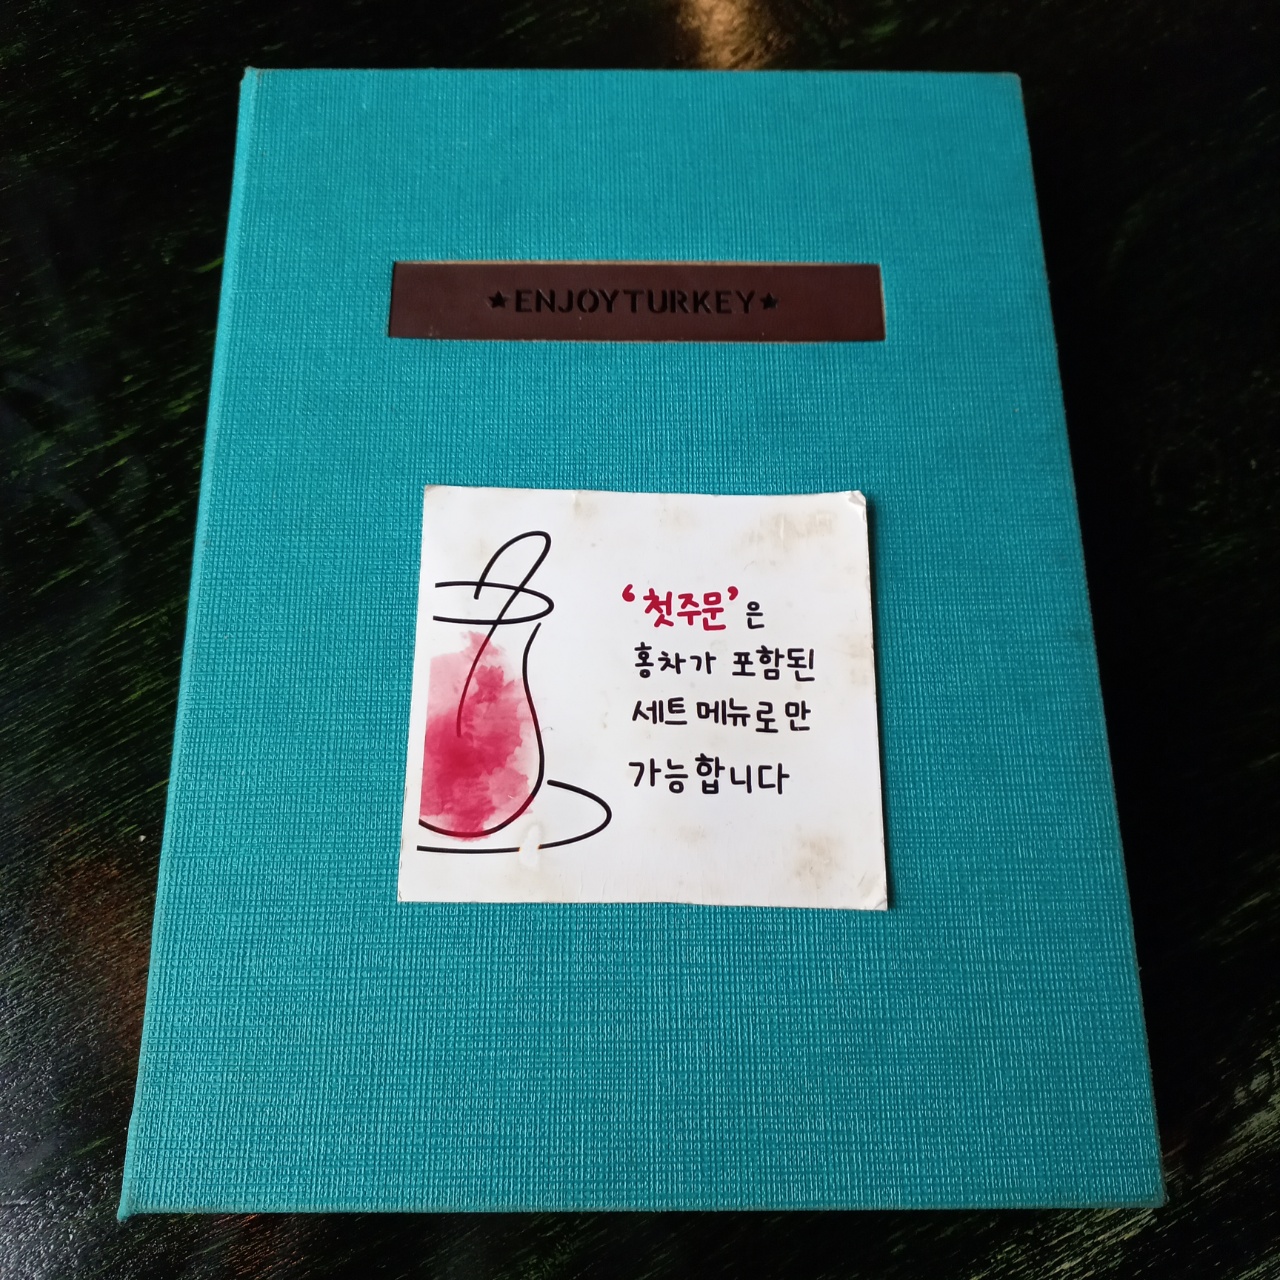 ★ENJOYTURKEY★
‘첫주문’은
홍차가 포함된
세트 메뉴로만
가능합니다